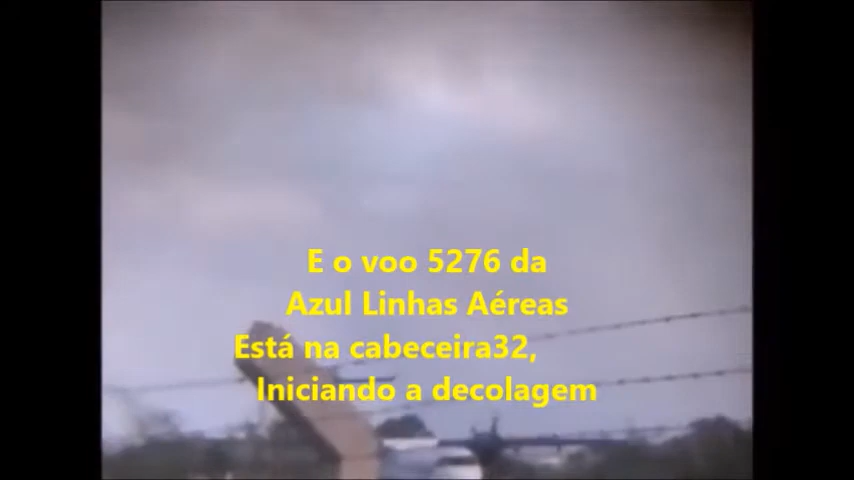 E o voo 5276 da
Azul Linhas Aéreas
Está na cabeceira32,
Iniciando a decolagem